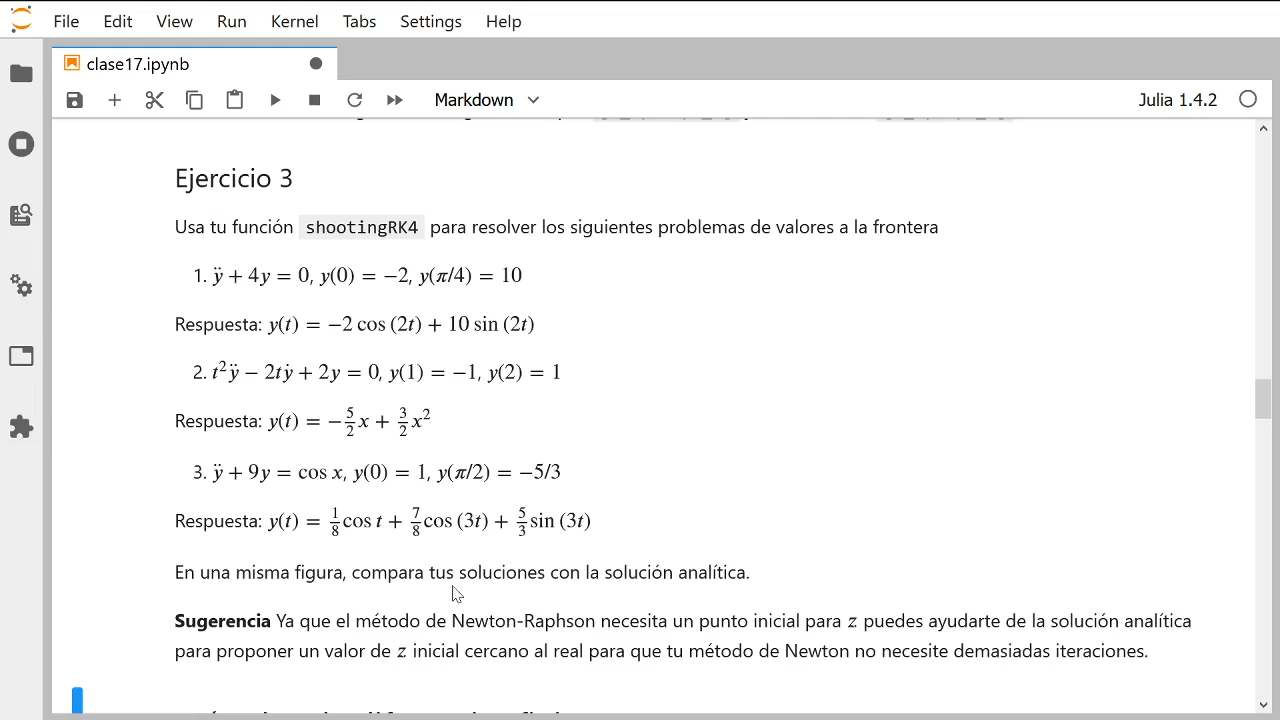 File Edit View Run Kernel Tabs Settings Help
clase17.ipynb
Markdown
Julia 1.4.2
Ejercicio 3
Usa tu función shootingRK4 para resolver los siguientes problemas de valores a la frontera
1. ÿ + 4y = 0, y(0) = −2, y(π/4) = 10
Respuesta: y(t) = −2 cos (2t) + 10 sin (2t)
2. t²ÿ − 2tẏ + 2y = 0, y(1) = −1, y(2) = 1
Respuesta: y(t) = −5/2 x + 3/2 x²
3. ÿ + 9y = cos x, y(0) = 1, y(π/2) = −5/3
Respuesta: y(t) = 1/8 cos t + 7/8 cos (3t) + 5/3 sin (3t)
En una misma figura, compara tus soluciones con la solución analítica.
Sugerencia Ya que el método de Newton-Raphson necesita un punto inicial para z puedes ayudarte de la solución analítica
para proponer un valor de z inicial cercano al real para que tu método de Newton no necesite demasiadas iteraciones.